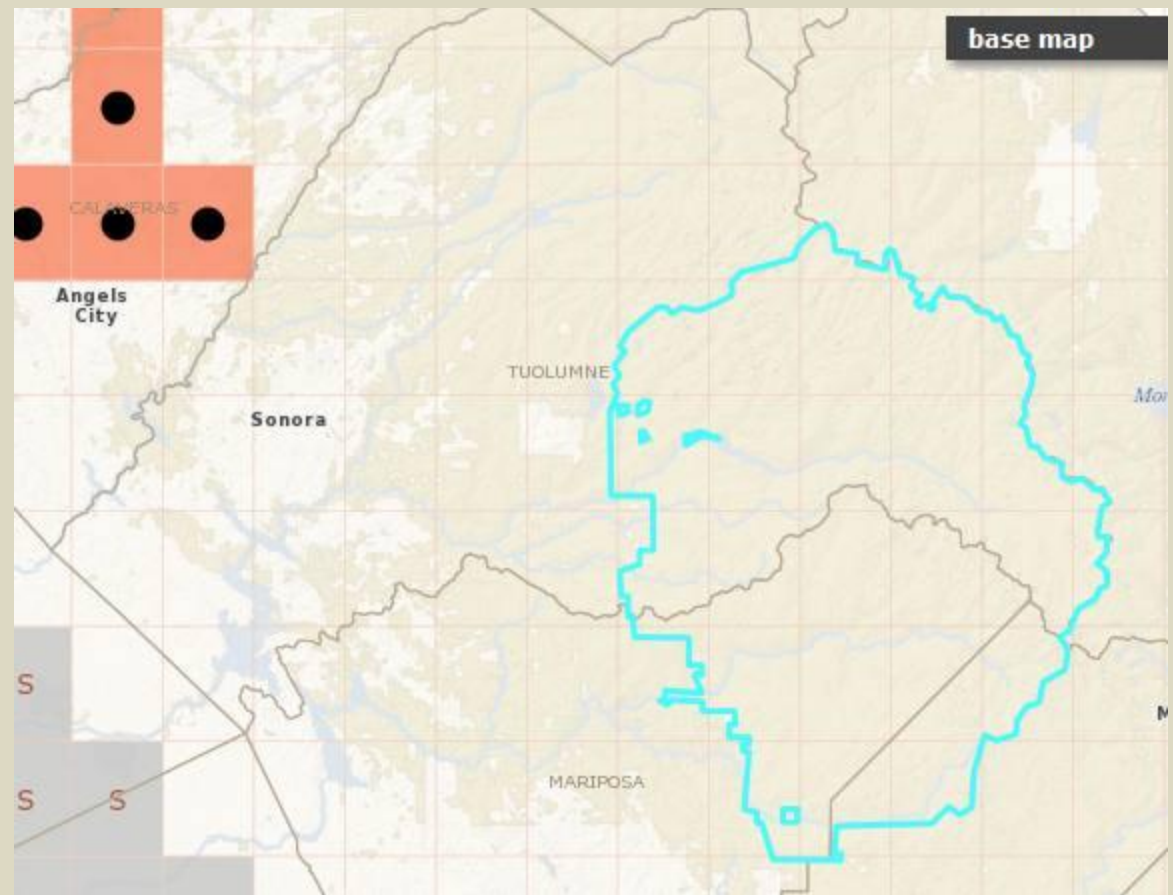 base map
CALAVERAS
Angels
City
TUOLUMNE
Sonora
S
S
S
MARIPOSA